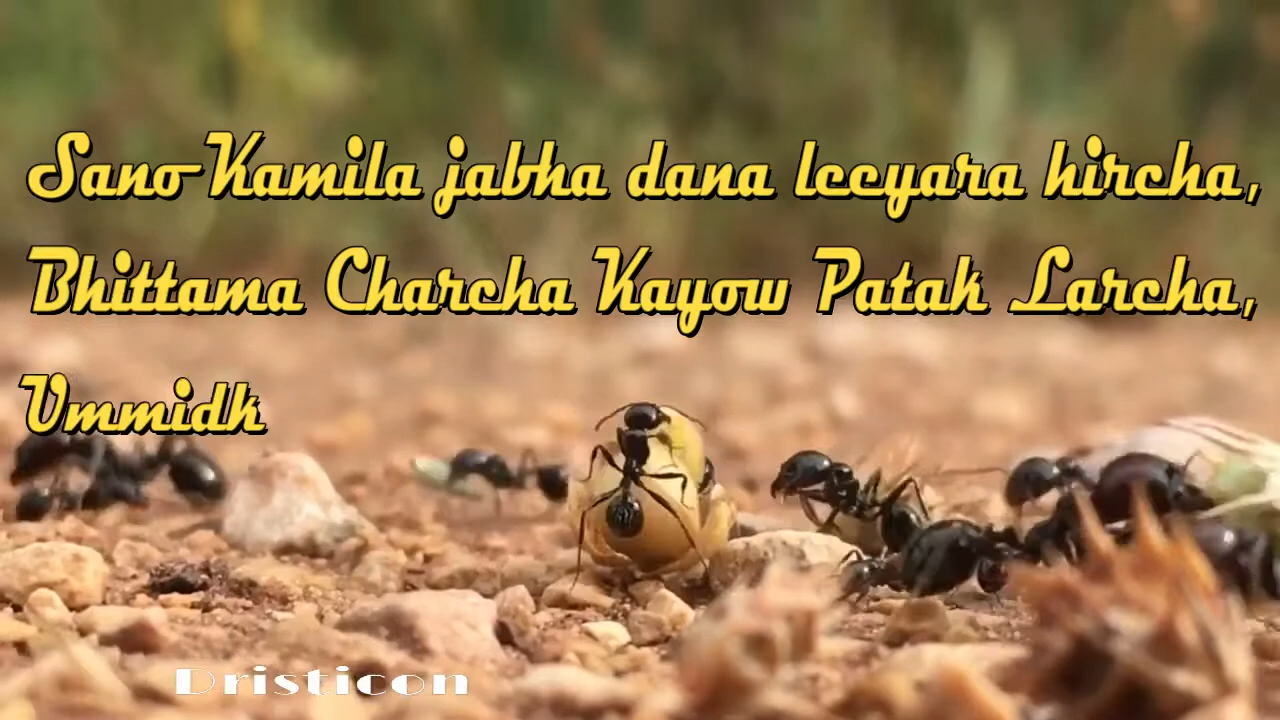 Sano Kamila jabha dana leeyara hircha,
Bhittama Charcha Kayow Patak Larcha,
Ummidk
Dristicon